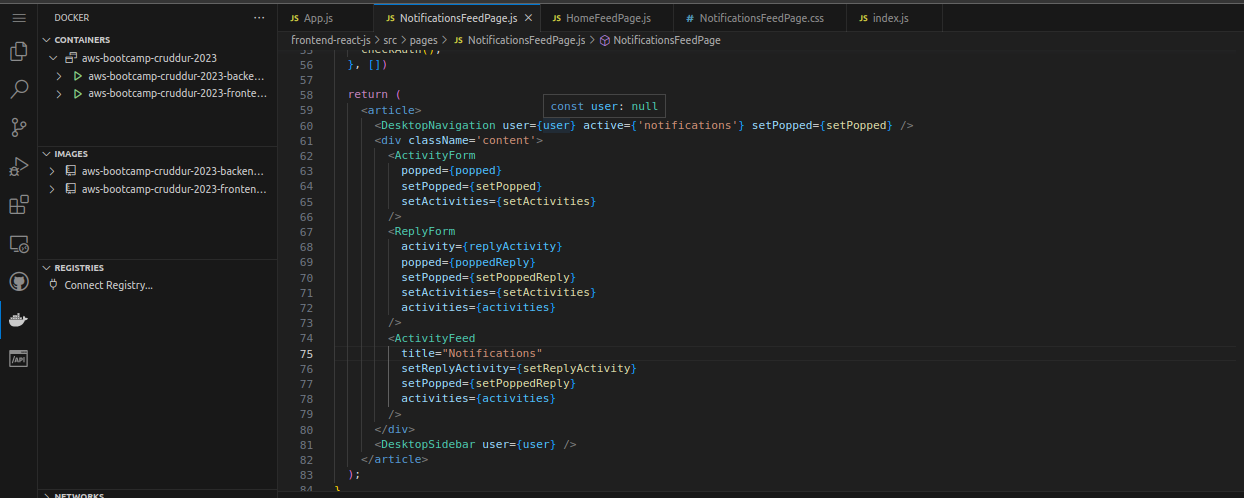 DOCKER
...
CONTAINERS
aws-bootcamp-cruddur-2023
aws-bootcamp-cruddur-2023-backe...
aws-bootcamp-cruddur-2023-fronte...
IMAGES
aws-bootcamp-cruddur-2023-backen...
aws-bootcamp-cruddur-2023-fronten...
REGISTRIES
Connect Registry...
NETWORKS
/API
JS App.js
JS NotificationsFeedPage.js ×
JS HomeFeedPage.js
# NotificationsFeedPage.css
JS index.js
frontend-react-js > src > pages > JS NotificationsFeedPage.js > NotificationsFeedPage
55 checkAuth();
56 }, [])
57
58 return (
const user: null
59 <article>
60 <DesktopNavigation user={user} active={'notifications'} setPopped={setPopped} />
61 <div className='content'>
62 <ActivityForm
63 popped={popped}
64 setPopped={setPopped}
65 setActivities={setActivities}
66 />
67 <ReplyForm
68 activity={replyActivity}
69 popped={poppedReply}
70 setPopped={setPoppedReply}
71 setActivities={setActivities}
72 activities={activities}
73 />
74 <ActivityFeed
75 title="Notifications"
76 setReplyActivity={setReplyActivity}
77 setPopped={setPoppedReply}
78 activities={activities}
79 />
80 </div>
81 <DesktopSidebar user={user} />
82 </article>
83 );
84 }